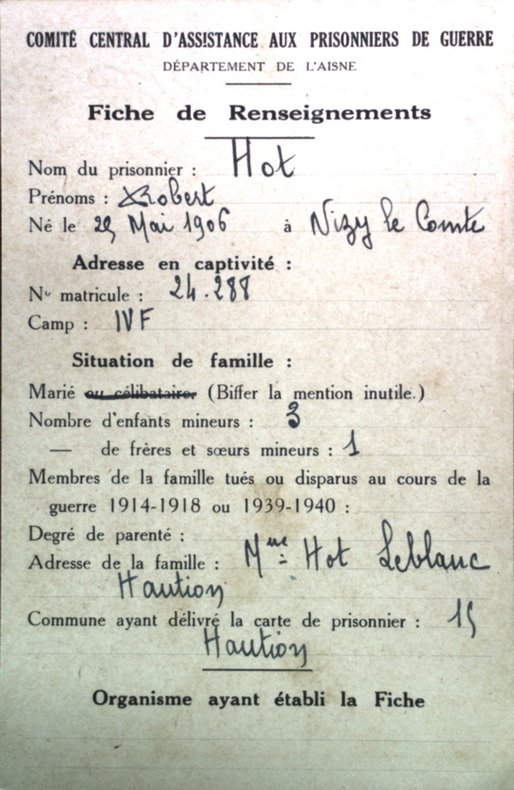 COMITÉ CENTRAL D'ASSISTANCE AUX PRISONNIERS DE GUERRE
DÉPARTEMENT DE L'AISNE
Fiche de Renseignements
Nom du prisonnier : Hot
Prénoms : Robert
Né le 29 Mai 1906 à Nizy le Comte
Adresse en captivité :
No matricule : 24.288
Camp : IV F
Situation de famille :
Marié ou célibataire. (Biffer la mention inutile.)
Nombre d'enfants mineurs : 3
— de frères et sœurs mineurs : 1
Membres de la famille tués ou disparus au cours de la
guerre 1914-1918 ou 1939-1940 :
Degré de parenté :
Adresse de la famille : Mme Hot Leblanc
Haution
Commune ayant délivré la carte de prisonnier :
Haution
Organisme ayant établi la Fiche